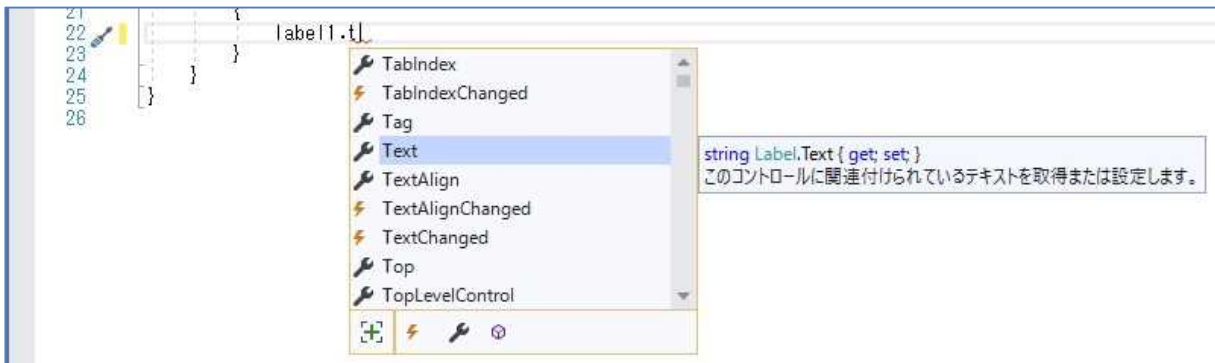 21 {
22 label1.t
23 }
24 }
25 }
26
TabIndex
TabIndexChanged
Tag
Text
TextAlign
TextAlignChanged
TextChanged
Top
TopLevelControl
string Label.Text { get; set; }
このコントロールに関連付けられているテキストを取得または設定します。